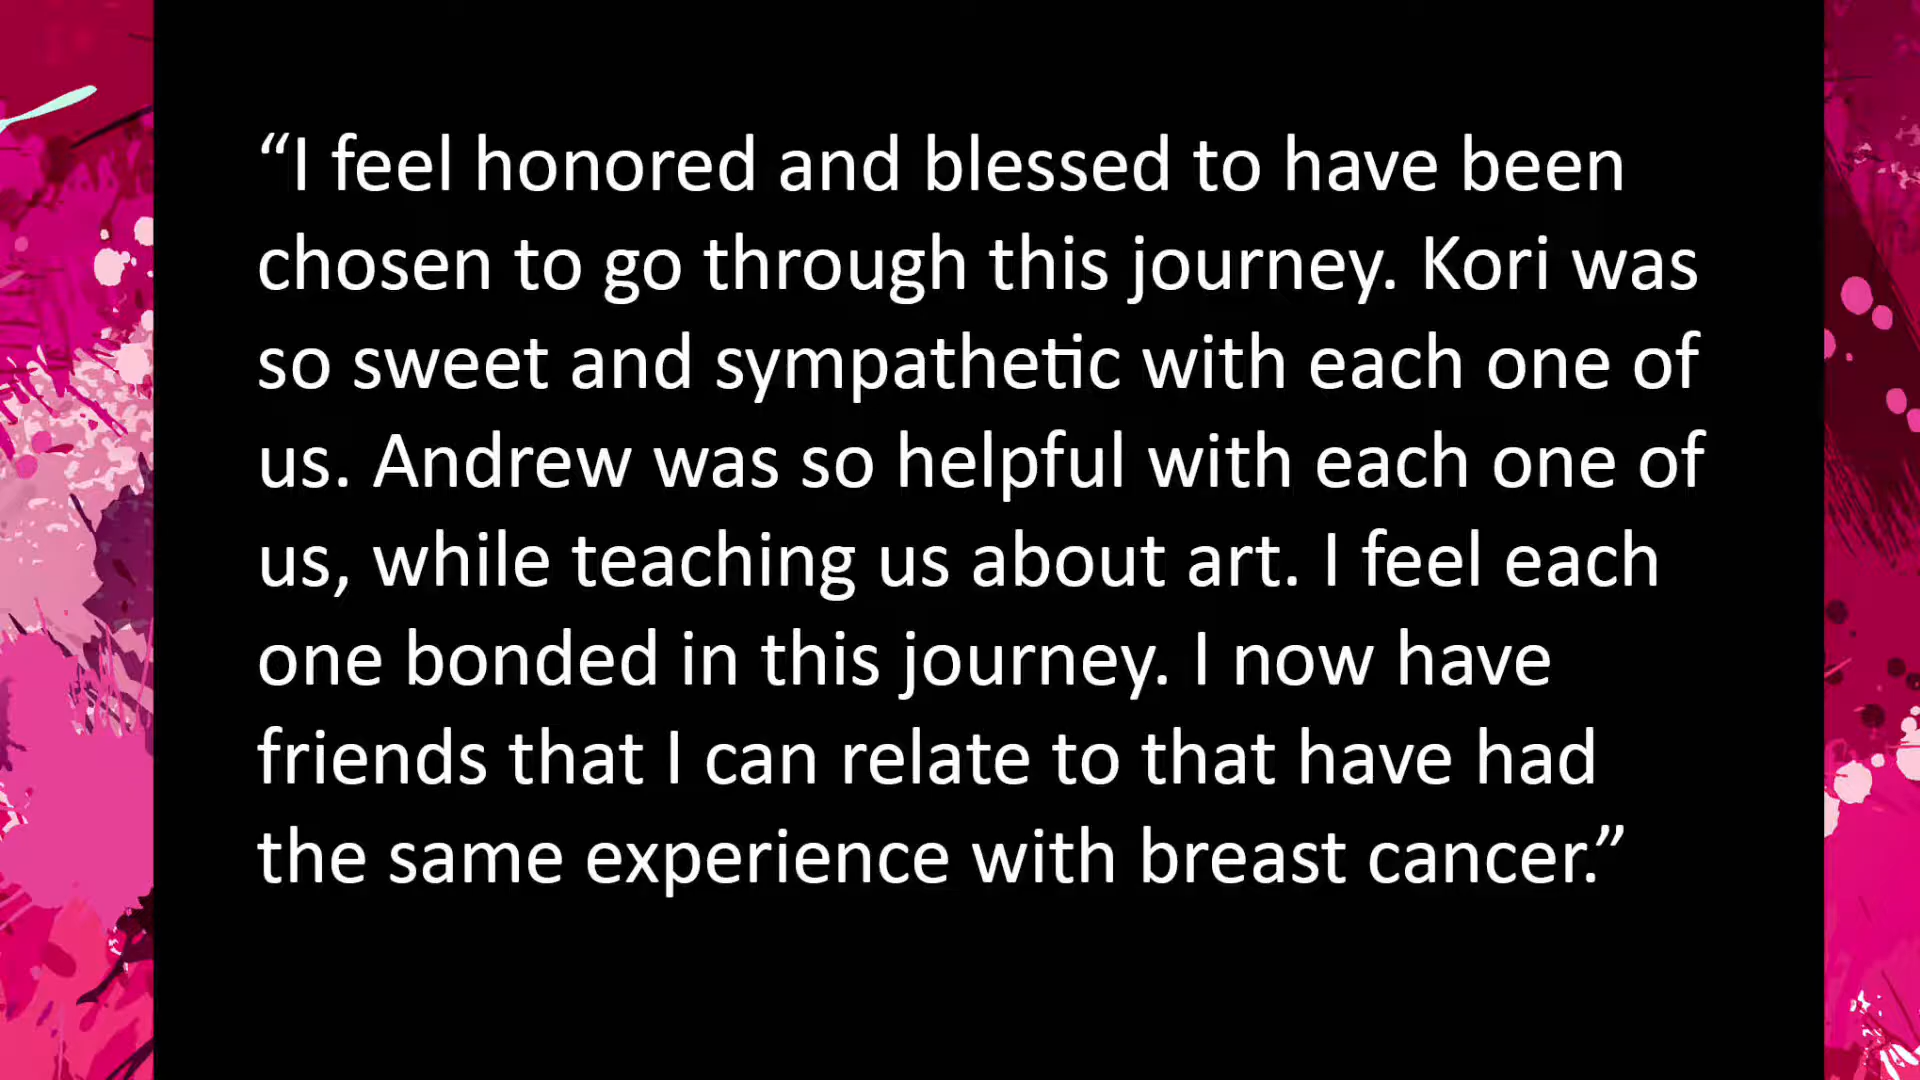 “I feel honored and blessed to have been
chosen to go through this journey. Kori was
so sweet and sympathetic with each one of
us. Andrew was so helpful with each one of
us, while teaching us about art. I feel each
one bonded in this journey. I now have
friends that I can relate to that have had
the same experience with breast cancer.”